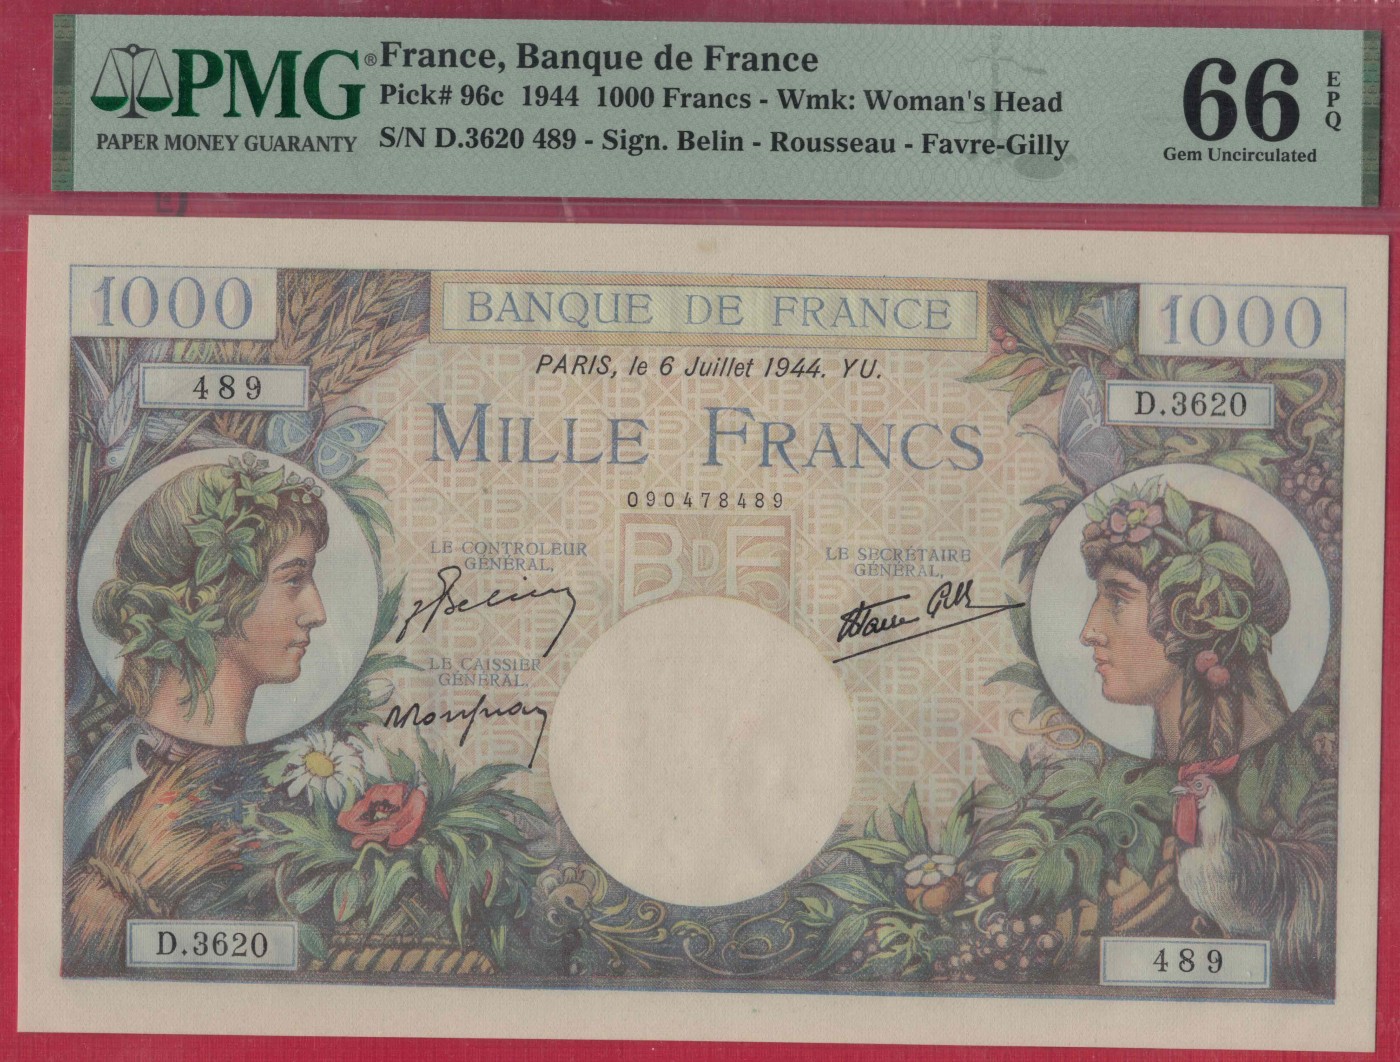 PMG®
PAPER MONEY GUARANTY
France, Banque de France
Pick# 96c 1944 1000 Francs - Wmk: Woman's Head
S/N D.3620 489 - Sign. Belin - Rousseau - Favre-Gilly
66 EPQ
Gem Uncirculated
1000
BANQUE DE FRANCE
1000
PARIS, le 6 Juillet 1944. YU.
489
D.3620
MILLE FRANCS
090478489
BDF
LE CONTROLEUR
GÉNÉRAL,
LE SECRÉTAIRE
GÉNÉRAL,
LE CAISSIER
GÉNÉRAL,
D.3620
489